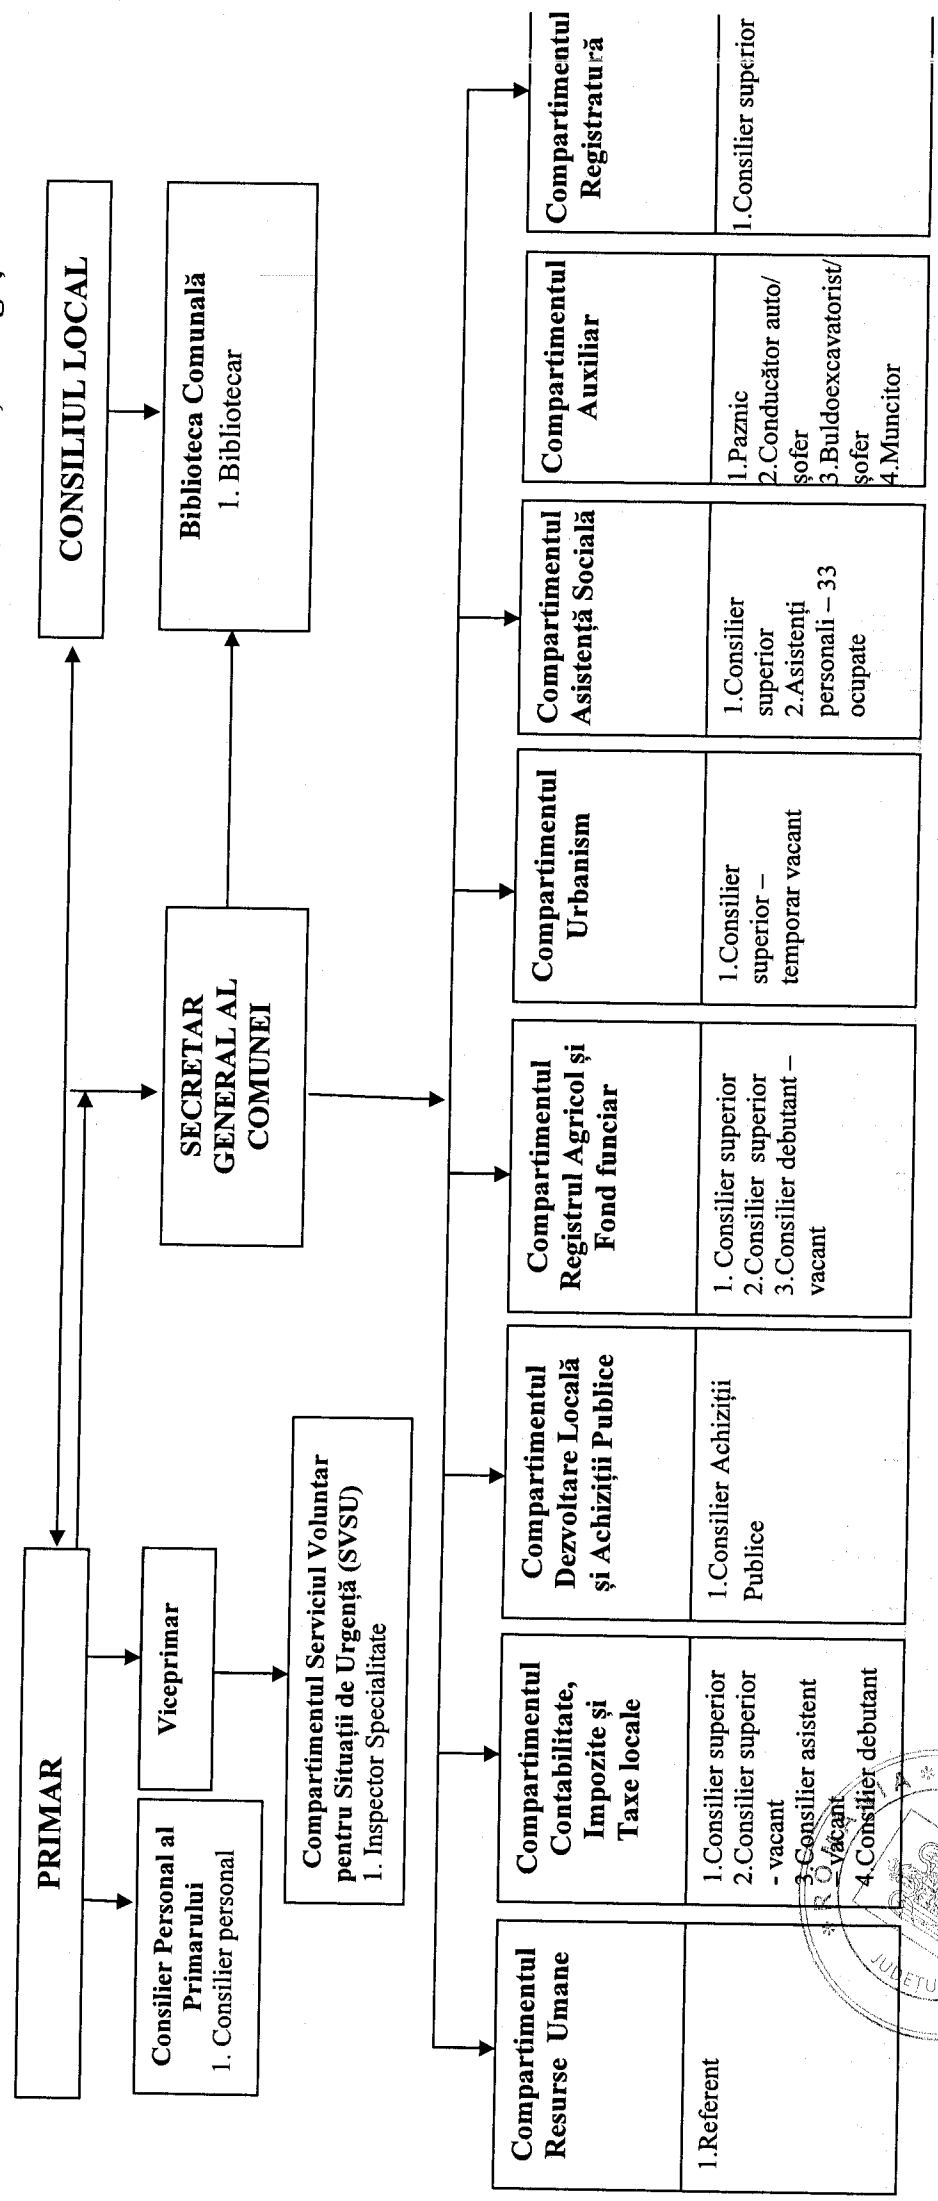 PRIMAR
CONSILIUL LOCAL
Consilier Personal al
Primarului
1. Consilier personal
Viceprimar
SECRETAR
GENERAL AL
COMUNEI
Biblioteca Comunală
1. Bibliotecar
Compartimentul Serviciul Voluntar
pentru Situații de Urgență (SVSU)
1. Inspector Specialitate
Compartimentul
Resurse Umane
1.Referent
Compartimentul
Contabilitate,
Impozite și
Taxe locale
1.Consilier superior
2.Consilier superior
- vacant
3.Consilier asistent
– vacant
4.Consilier debutant
Compartimentul
Dezvoltare Locală
și Achiziții Publice
1.Consilier Achiziții
Publice
Compartimentul
Registrul Agricol și
Fond funciar
1. Consilier superior
2.Consilier superior
3.Consilier debutant –
vacant
Compartimentul
Urbanism
1.Consilier
superior –
temporar vacant
Compartimentul
Asistență Socială
1.Consilier
superior
2.Asistenți
personali – 33
ocupate
Compartimentul
Auxiliar
1.Paznic
2.Conducător auto/
șofer
3.Buldoexcavatorist/
șofer
4.Muncitor
Compartimentul
Registratură
1.Consilier superior
* ROMÂNIA *